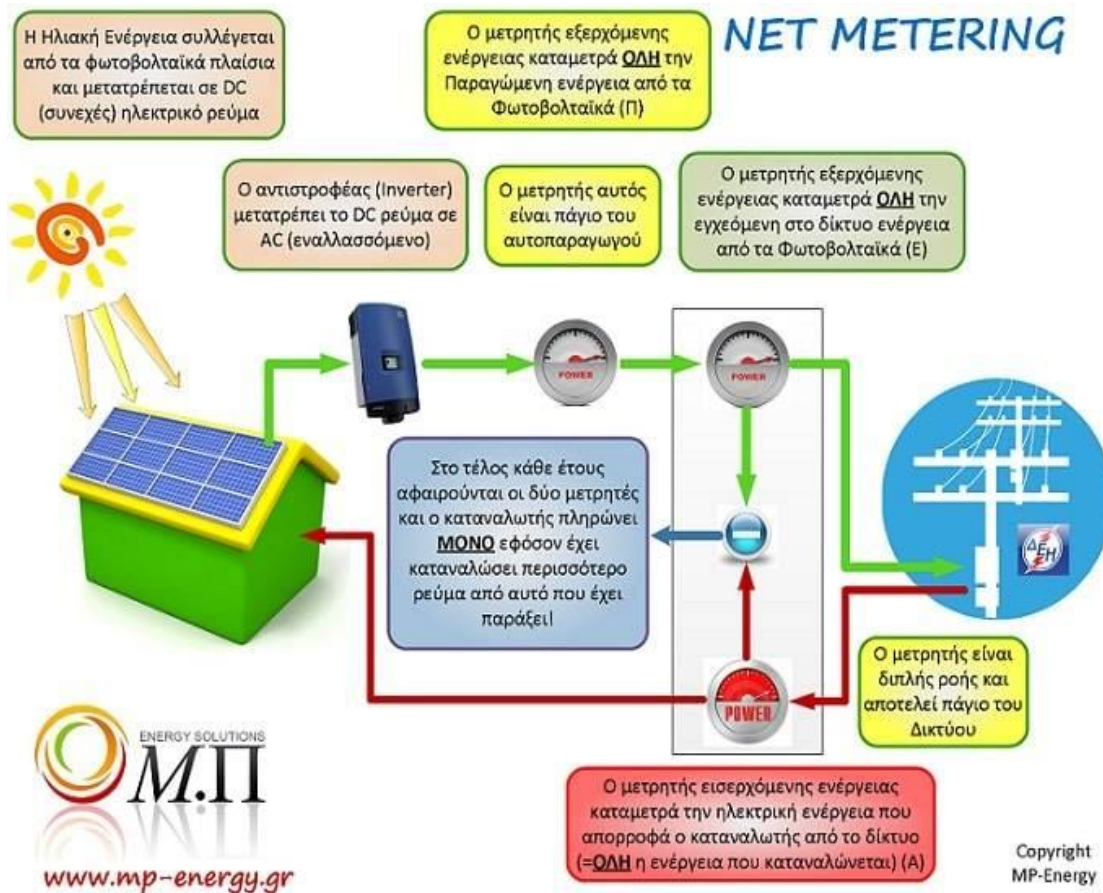 Η Ηλιακή Ενέργεια συλλέγεται
από τα φωτοβολταϊκά πλαίσια
και μετατρέπεται σε DC
(συνεχές) ηλεκτρικό ρεύμα
Ο μετρητής εξερχόμενης
ενέργειας καταμετρά ΟΛΗ την
Παραγώμενη ενέργεια από τα
Φωτοβολταϊκά (Π)
NET METERING
Ο αντιστροφέας (Inverter)
μετατρέπει το DC ρεύμα σε
AC (εναλλασσόμενο)
Ο μετρητής αυτός
είναι πάγιο του
αυτοπαραγωγού
Ο μετρητής εξερχόμενης
ενέργειας καταμετρά ΟΛΗ την
εγχεόμενη στο δίκτυο ενέργεια
από τα Φωτοβολταϊκά (Ε)
POWER
POWER
Στο τέλος κάθε έτους
αφαιρούνται οι δύο μετρητές
και ο καταναλωτής πληρώνει
ΜΟΝΟ εφόσον έχει
καταναλώσει περισσότερο
ρεύμα από αυτό που έχει
παράξει!
ΔΕΗ
POWER
Ο μετρητής είναι
διπλής ροής και
αποτελεί πάγιο του
Δικτύου
ENERGY SOLUTIONS
Μ.Π
www.mp-energy.gr
Ο μετρητής εισερχόμενης ενέργειας
καταμετρά την ηλεκτρική ενέργεια που
απορροφά ο καταναλωτής από το δίκτυο
(=ΟΛΗ η ενέργεια που καταναλώνεται) (Α)
Copyright
MP-Energy